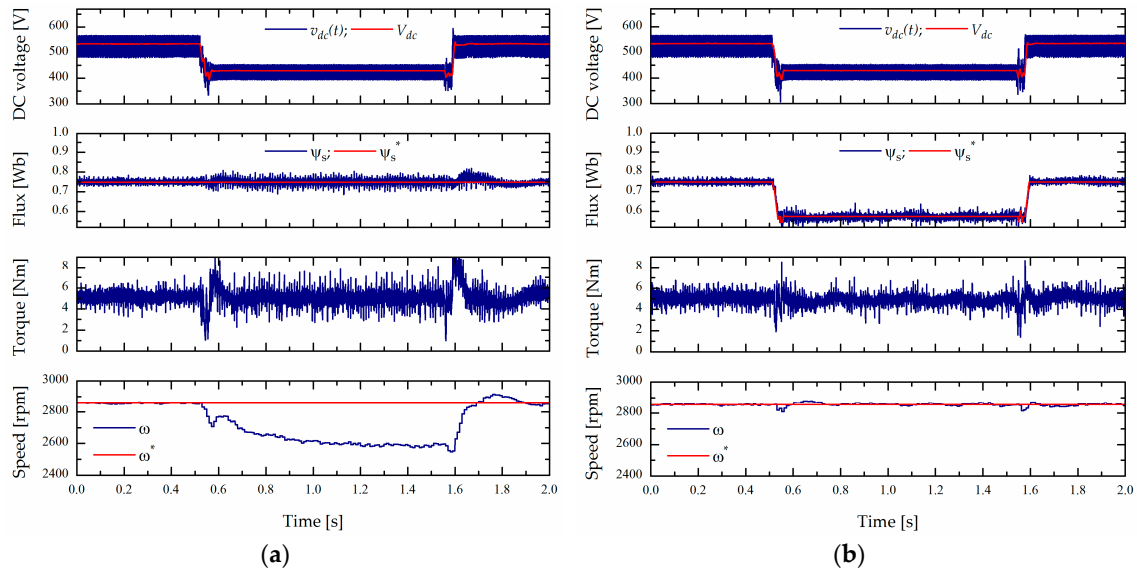 DC voltage [V]
600
500
400
300
v_dc(t); V_dc
Flux [Wb]
1.0
0.9
0.8
0.7
0.6
ψ_s; ψ_s^*
Torque [Nm]
8
6
4
2
0
Speed [rpm]
3000
2800
2600
2400
ω
ω^*
0.0 0.2 0.4 0.6 0.8 1.0 1.2 1.4 1.6 1.8 2.0
Time [s]
(a)
DC voltage [V]
600
500
400
300
v_dc(t); V_dc
Flux [Wb]
1.0
0.9
0.8
0.7
0.6
ψ_s; ψ_s^*
Torque [Nm]
8
6
4
2
0
Speed [rpm]
3000
2800
2600
2400
ω
ω^*
0.0 0.2 0.4 0.6 0.8 1.0 1.2 1.4 1.6 1.8 2.0
Time [s]
(b)